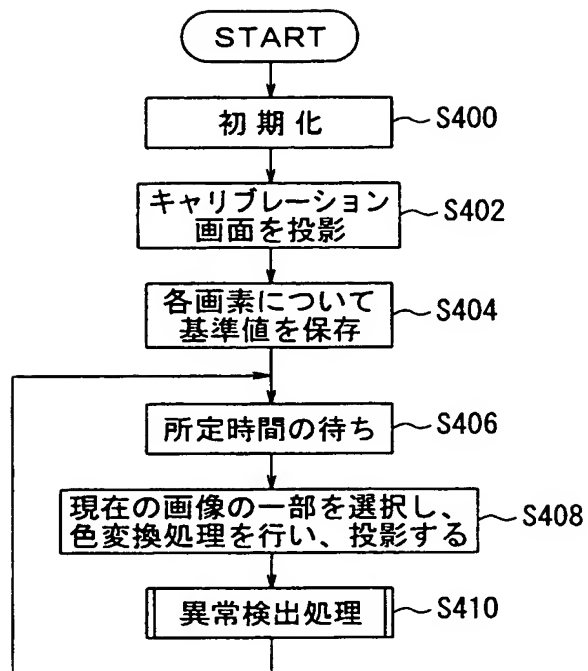 START
初期化
S400
キャリブレーション
画面を投影
S402
各画素について
基準値を保存
S404
所定時間の待ち
S406
現在の画像の一部を選択し、
色変換処理を行い、投影する
S408
異常検出処理
S410